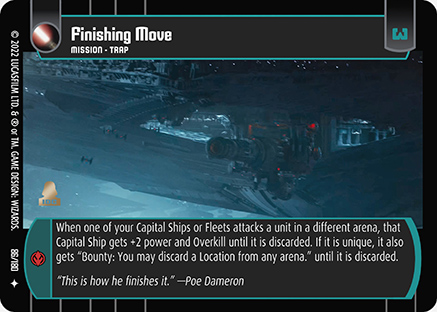 Finishing Move
MISSION • TRAP
3
When one of your Capital Ships or Fleets attacks a unit in a different arena, that
Capital Ship gets +2 power and Overkill until it is discarded. If it is unique, it also
gets "Bounty: You may discard a Location from any arena." until it is discarded.
"This is how he finishes it." —Poe Dameron
86/180
©2022 LUCASFILM LTD. & ® or TM. GAME DESIGN: WIZARDS.